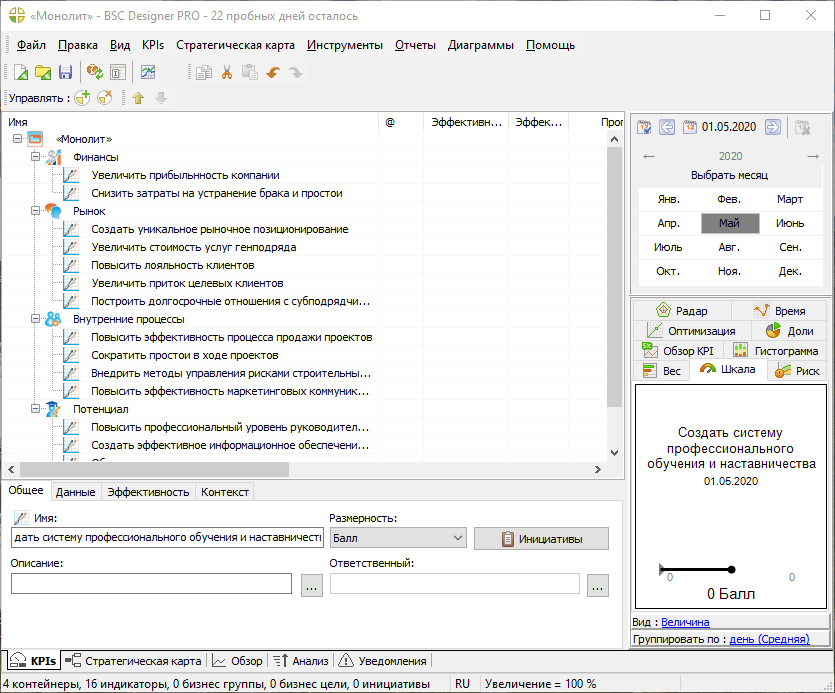 «Монолит» - BSC Designer PRO - 22 пробных дней осталось
Файл Правка Вид KPIs Стратегическая карта Инструменты Отчеты Диаграммы Помощь
Управлять :
Имя @ Эффективн... Эффек... Прог
«Монолит»
Финансы
Увеличить прибыльнность компании
Снизить затраты на устранение брака и простои
Рынок
Создать уникальное рыночное позиционирование
Увеличить стоимость услуг генподряда
Повысить лояльность клиентов
Увеличить приток целевых клиентов
Построить долгосрочные отношения с субподрядчи...
Внутренние процессы
Повысить эффективность процесса продажи проектов
Сократить простои в ходе проектов
Внедрить методы управления рисками строительны...
Повысить эффективность маркетинговых коммуник...
Потенциал
Повысить профессиональный уровень руководител...
Создать эффективное информационное обеспечени...
Общее Данные Эффективность Контекст
Имя:
дать систему профессионального обучения и наставничест
Размерность:
Балл
Инициативы
Описание:
...
Ответственный:
...
01.05.2020
← 2020 →
Выбрать месяц
Янв. Фев. Март
Апр. Май Июнь
Июль Авг. Сен.
Окт. Ноя. Дек.
Радар Время
Оптимизация Доли
Обзор KPI Гистограмма
Вес Шкала Риск
Создать систему
профессионального
обучения и наставничества
01.05.2020
0 0
0 Балл
Вид : Величина
Группировать по : день (Средняя)
KPIs Стратегическая карта Обзор Анализ Уведомления
4 контейнеры, 16 индикаторы, 0 бизнес группы, 0 бизнес цели, 0 инициативы RU Увеличение = 100 %